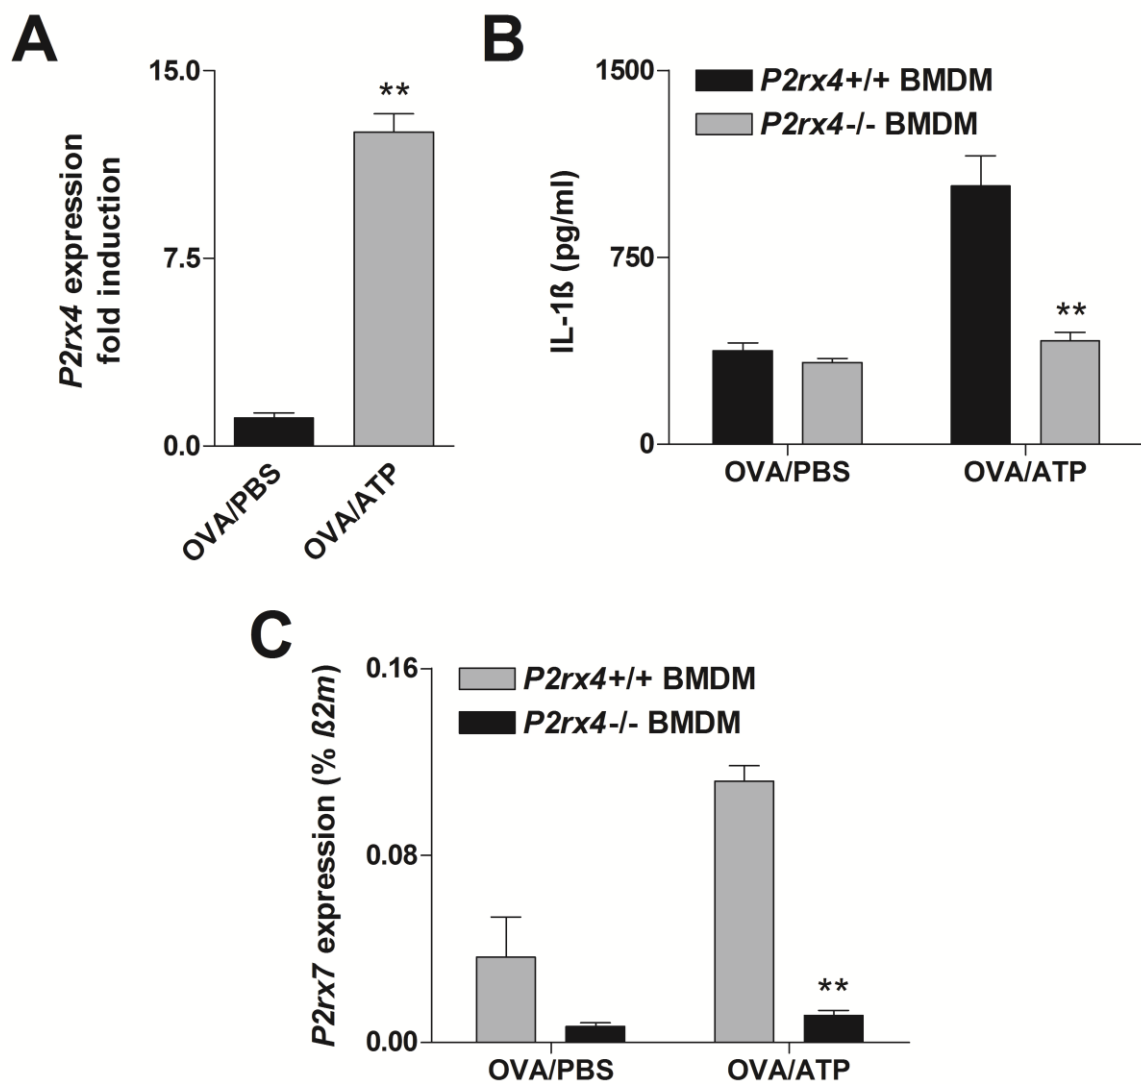 A
P2rx4 expression
fold induction
15.0
7.5
0.0
**
OVA/PBS
OVA/ATP
B
IL-1ß (pg/ml)
1500
750
0
P2rx4+/+ BMDM
P2rx4-/- BMDM
**
OVA/PBS
OVA/ATP
C
P2rx7 expression (% ß2m)
0.16
0.08
0.00
P2rx4+/+ BMDM
P2rx4-/- BMDM
**
OVA/PBS
OVA/ATP